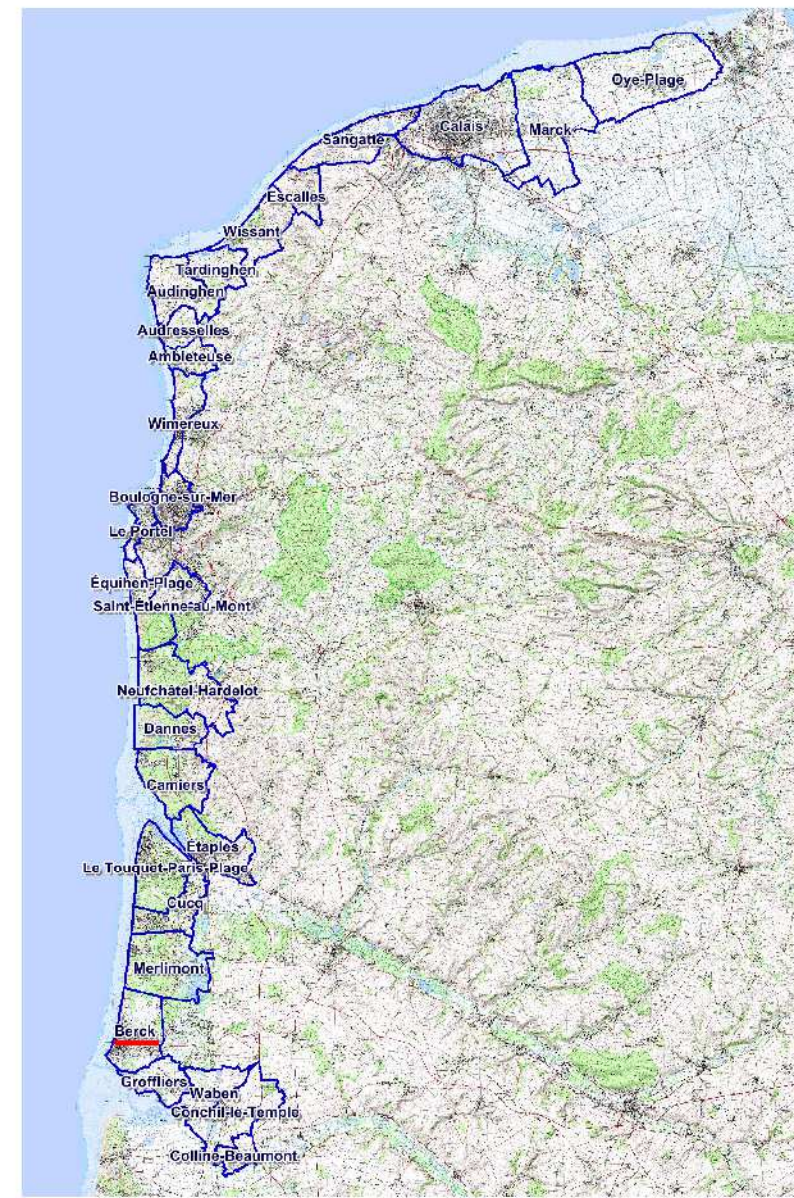 Oye-Plage
Calais
Marck
Sangatte
Escalles
Wissant
Tardinghen
Audinghen
Audresselles
Ambleteuse
Wimereux
Boulogne-sur-Mer
Le Portel
Équihen-Plage
Saint-Étienne-au-Mont
Neufchâtel-Hardelot
Dannes
Camiers
Étaples
Le Touquet-Paris-Plage
Cucq
Merlimont
Berck
Groffliers
Waben
Conchil-le-Temple
Colline-Beaumont